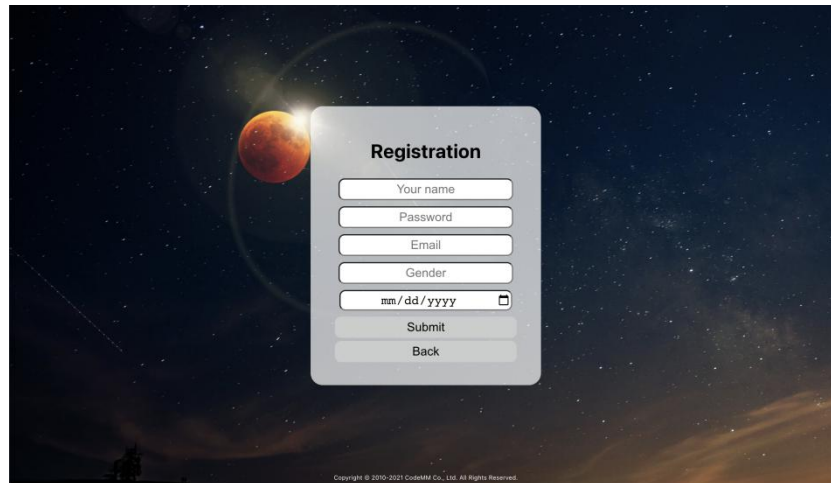 Registration
Your name
Password
Email
Gender
mm/dd/yyyy
Submit
Back
Copyright © 2010-2021 CodeMM Co., Ltd. All Rights Reserved.